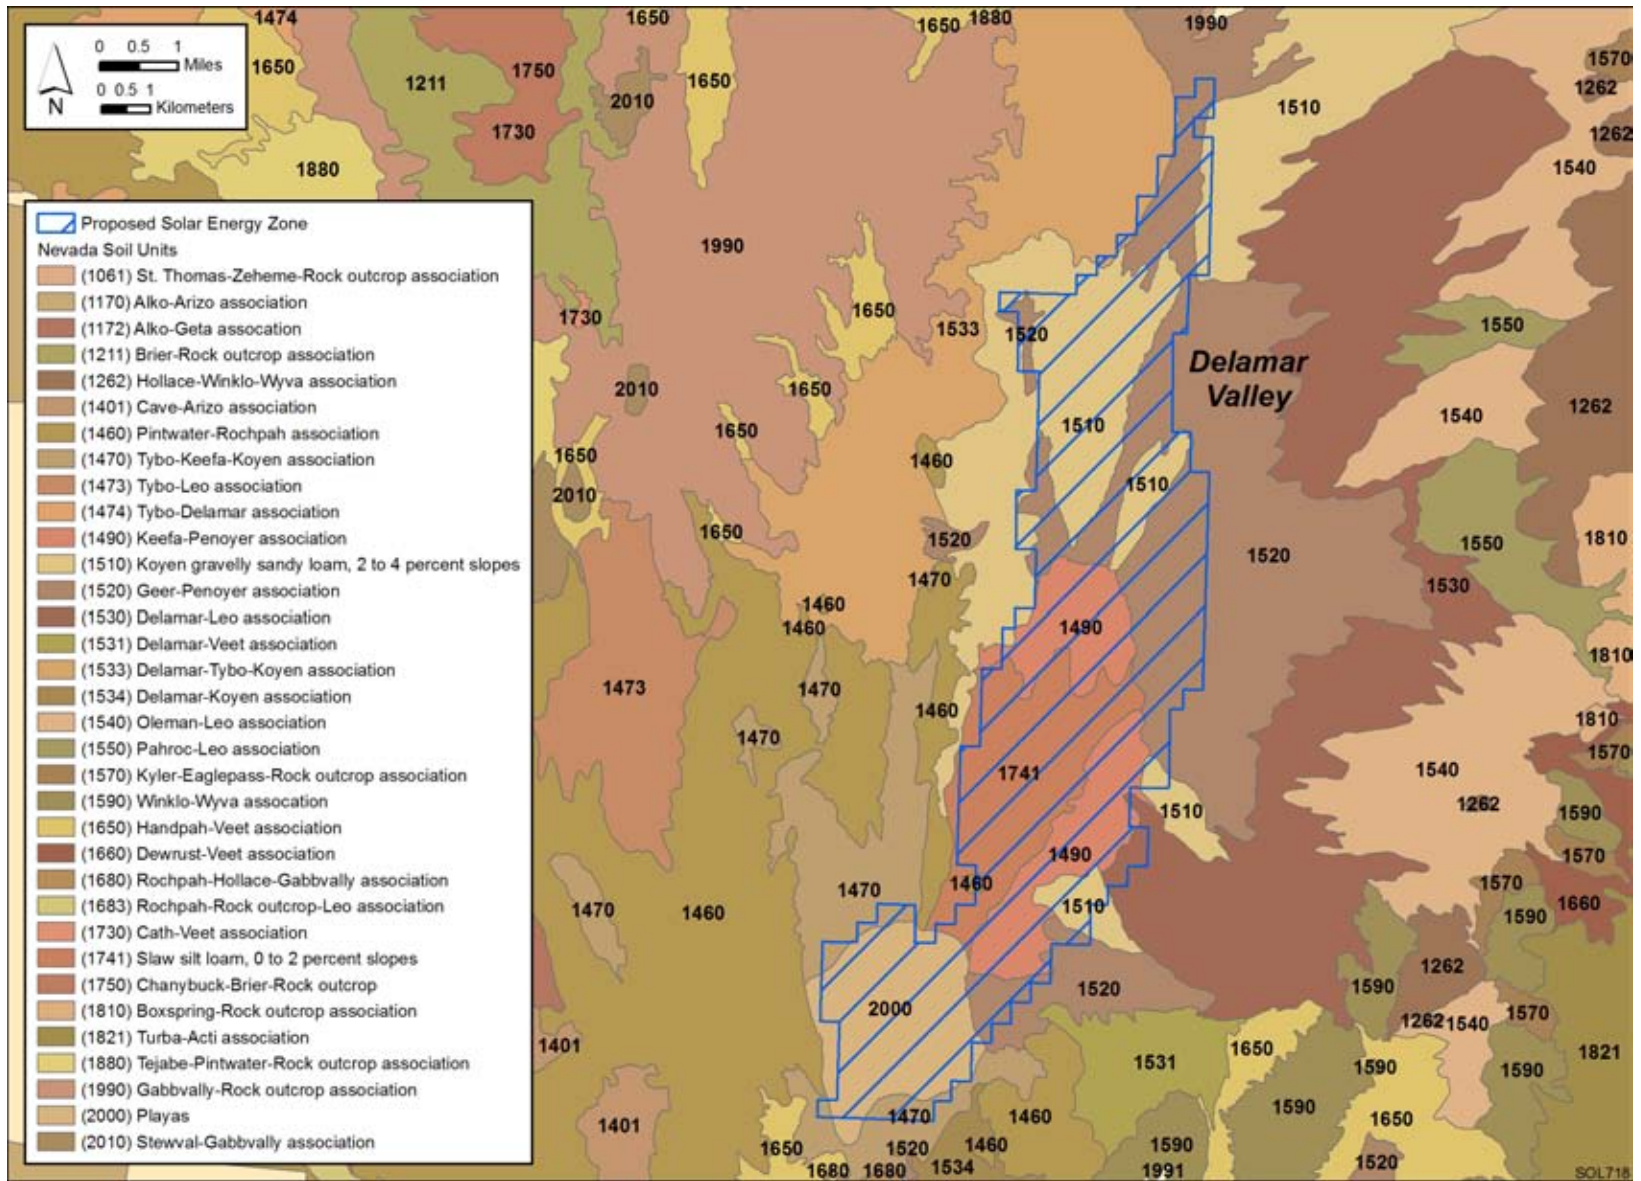 1474
1650
1650
1880
1990
0 0.5 1
Miles
0 0.5 1
Kilometers
N
1650
1211
1750
2010
1650
1570
1262
1510
1730
1262
1540
1880
Proposed Solar Energy Zone
Nevada Soil Units
(1061) St. Thomas-Zeheme-Rock outcrop association
(1170) Alko-Arizo association
(1172) Alko-Geta assocation
(1211) Brier-Rock outcrop association
(1262) Hollace-Winklo-Wyva association
(1401) Cave-Arizo association
(1460) Pintwater-Rochpah association
(1470) Tybo-Keefa-Koyen association
(1473) Tybo-Leo association
(1474) Tybo-Delamar association
(1490) Keefa-Penoyer association
(1510) Koyen gravelly sandy loam, 2 to 4 percent slopes
(1520) Geer-Penoyer association
(1530) Delamar-Leo association
(1531) Delamar-Veet association
(1533) Delamar-Tybo-Koyen association
(1534) Delamar-Koyen association
(1540) Oleman-Leo association
(1550) Pahroc-Leo association
(1570) Kyler-Eaglepass-Rock outcrop association
(1590) Winklo-Wyva assocation
(1650) Handpah-Veet association
(1660) Dewrust-Veet association
(1680) Rochpah-Hollace-Gabbvally association
(1683) Rochpah-Rock outcrop-Leo association
(1730) Cath-Veet association
(1741) Slaw silt loam, 0 to 2 percent slopes
(1750) Chanybuck-Brier-Rock outcrop
(1810) Boxspring-Rock outcrop association
(1821) Turba-Acti association
(1880) Tejabe-Pintwater-Rock outcrop association
(1990) Gabbvally-Rock outcrop association
(2000) Playas
(2010) Stewval-Gabbvally association
1990
1650
1730
1533
1520
1550
Delamar
Valley
2010
1650
1262
1540
1650
1510
1650
1460
1510
2010
1650
1520
1520
1550
1810
1470
1530
1460
1460
1490
1810
1473
1470
1460
1810
1470
1570
1741
1540
1262
1510
1590
1490
1570
1470
1460
1570
1470
1460
1510
1590
1660
1262
1590
1520
2000
1570
1262
1540
1401
1650
1821
1531
1590
1590
1590
1401
1470
1460
1650
1650
1520
1460
1590
1680
1680
1534
1991
1520
SOL718